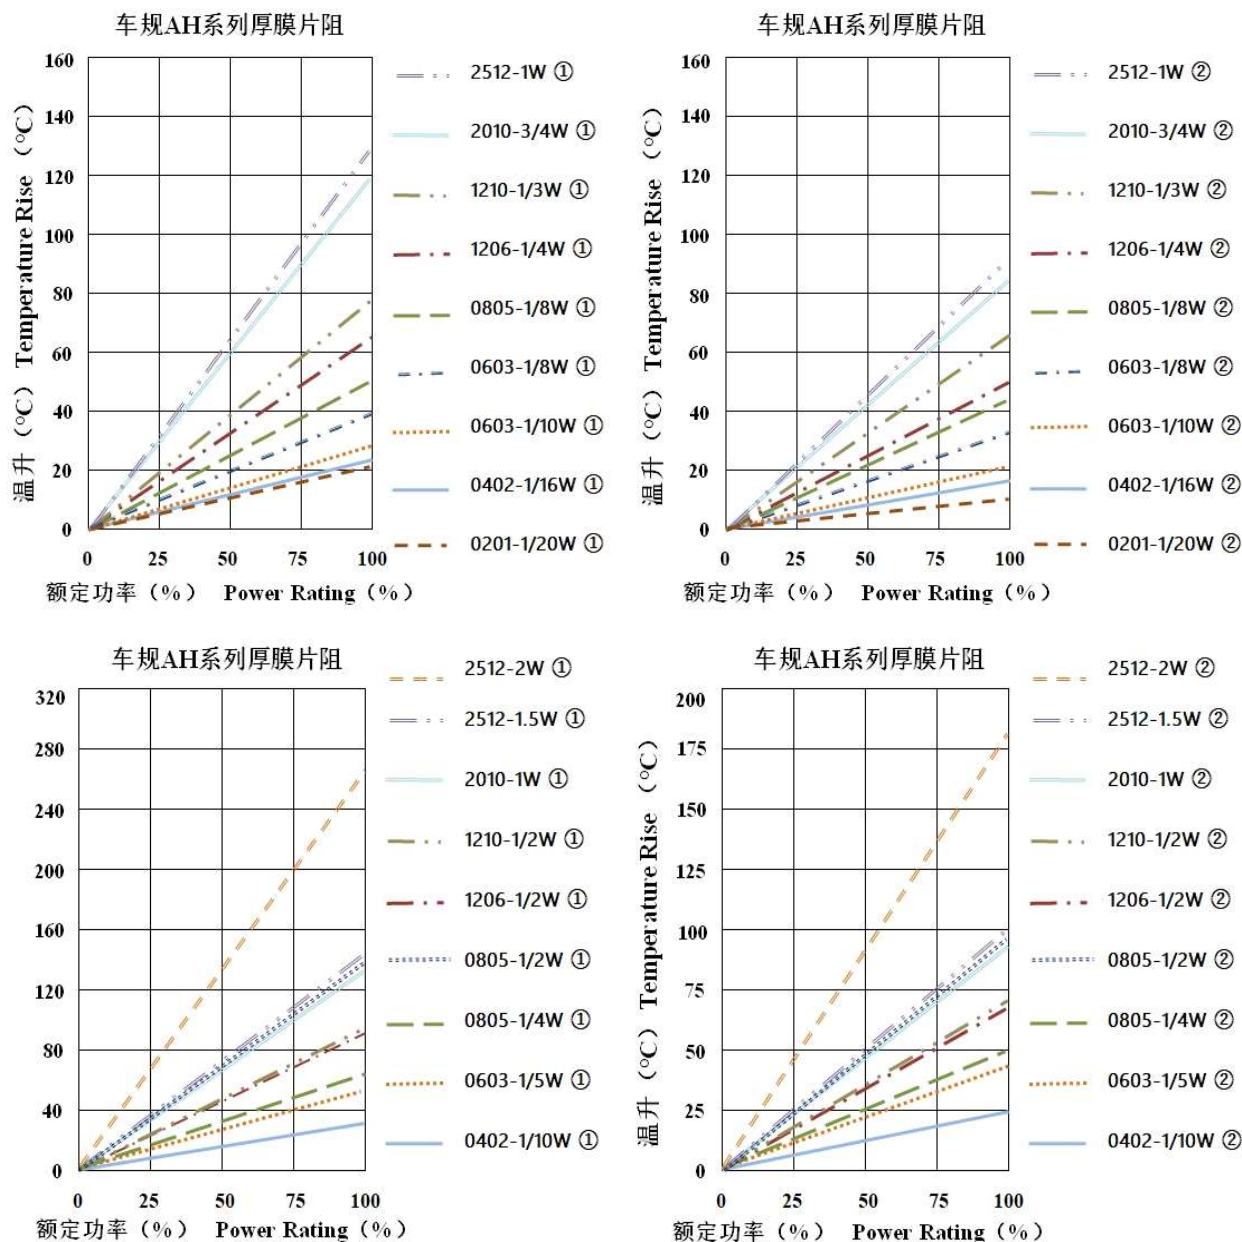 车规AH系列厚膜片阻
温升（°C）Temperature Rise（°C）
160
140
120
100
80
60
40
20
0
0 25 50 75 100
额定功率（%） Power Rating（%）
2512-1W ①
2010-3/4W ①
1210-1/3W ①
1206-1/4W ①
0805-1/8W ①
0603-1/8W ①
0603-1/10W ①
0402-1/16W ①
0201-1/20W ①
车规AH系列厚膜片阻
温升（°C）Temperature Rise（°C）
160
140
120
100
80
60
40
20
0
0 25 50 75 100
额定功率（%） Power Rating（%）
2512-1W ②
2010-3/4W ②
1210-1/3W ②
1206-1/4W ②
0805-1/8W ②
0603-1/8W ②
0603-1/10W ②
0402-1/16W ②
0201-1/20W ②
车规AH系列厚膜片阻
320
280
240
200
160
120
80
40
0
0 25 50 75 100
额定功率（%） Power Rating（%）
2512-2W ①
2512-1.5W ①
2010-1W ①
1210-1/2W ①
1206-1/2W ①
0805-1/2W ①
0805-1/4W ①
0603-1/5W ①
0402-1/10W ①
车规AH系列厚膜片阻
温升（°C）Temperature Rise（°C）
200
175
150
125
100
75
50
25
0
0 25 50 75 100
额定功率（%） Power Rating（%）
2512-2W ②
2512-1.5W ②
2010-1W ②
1210-1/2W ②
1206-1/2W ②
0805-1/2W ②
0805-1/4W ②
0603-1/5W ②
0402-1/10W ②